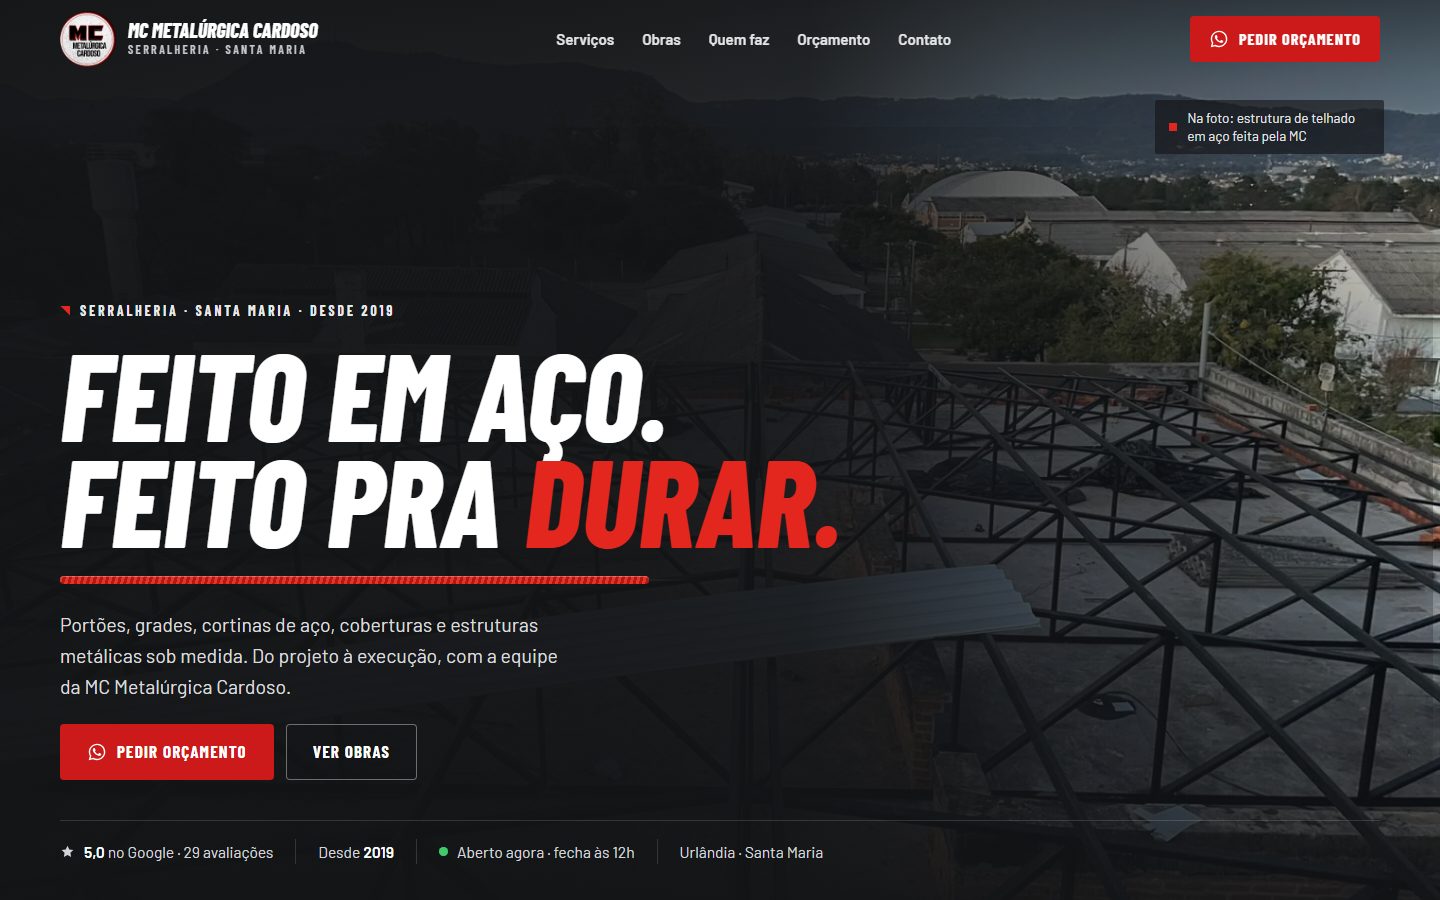 MC
METALÚRGICA
CARDOSO
MC METALÚRGICA CARDOSO
SERRALHERIA · SANTA MARIA
Serviços
Obras
Quem faz
Orçamento
Contato
PEDIR ORÇAMENTO
Na foto: estrutura de telhado
em aço feita pela MC
SERRALHERIA · SANTA MARIA · DESDE 2019
FEITO EM AÇO.
FEITO PRA DURAR.
Portões, grades, cortinas de aço, coberturas e estruturas
metálicas sob medida. Do projeto à execução, com a equipe
da MC Metalúrgica Cardoso.
PEDIR ORÇAMENTO
VER OBRAS
5,0 no Google · 29 avaliações
Desde 2019
Aberto agora · fecha às 12h
Urlândia · Santa Maria